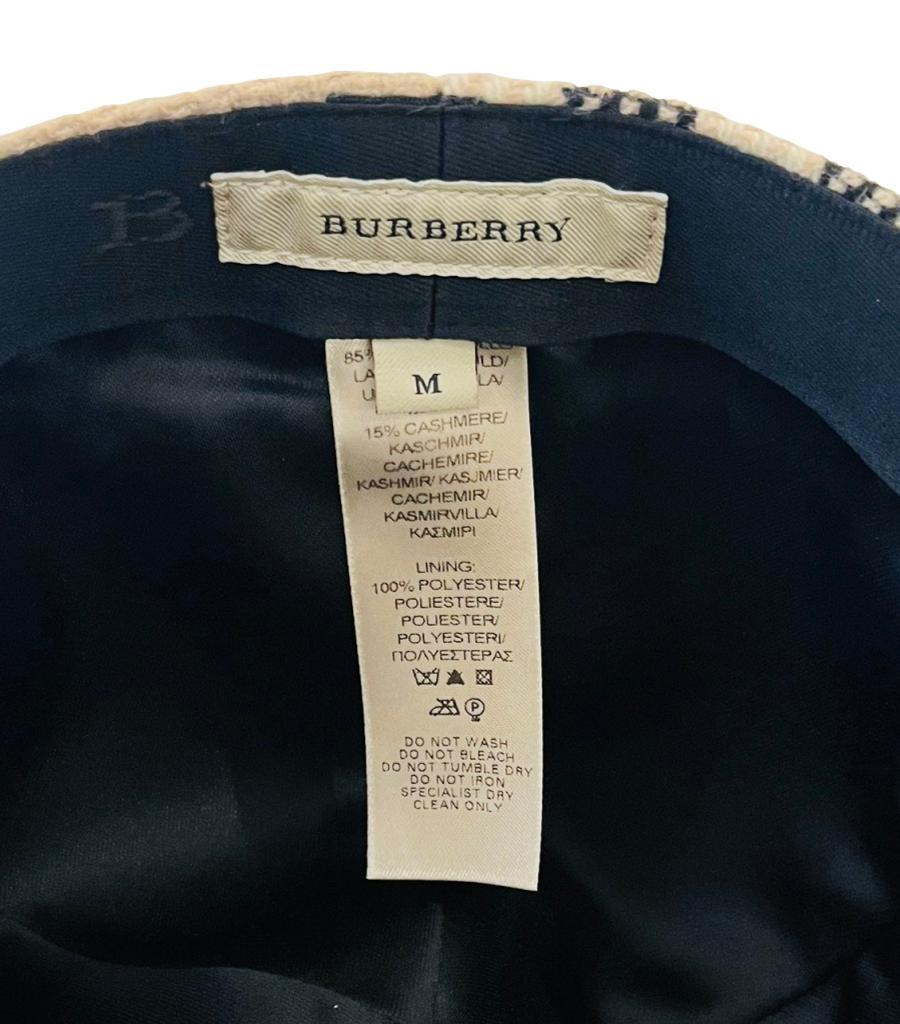 B
BURBERRY
85%
M
15% CASHMERE/
KASCHMIR/
CACHEMIRE/
KASHMIR/ KASJMIER/
CACHEMIR/
KASMIRVILLA/
ΚΑΣΜΙΡΙ
LINING:
100% POLYESTER/
POLIESTERE/
POLIESTER/
POLYESTERI/
ΠΟΛΥΕΣΤΕΡΑΣ
P
DO NOT WASH
DO NOT BLEACH
DO NOT TUMBLE DRY
DO NOT IRON
SPECIALIST DRY
CLEAN ONLY